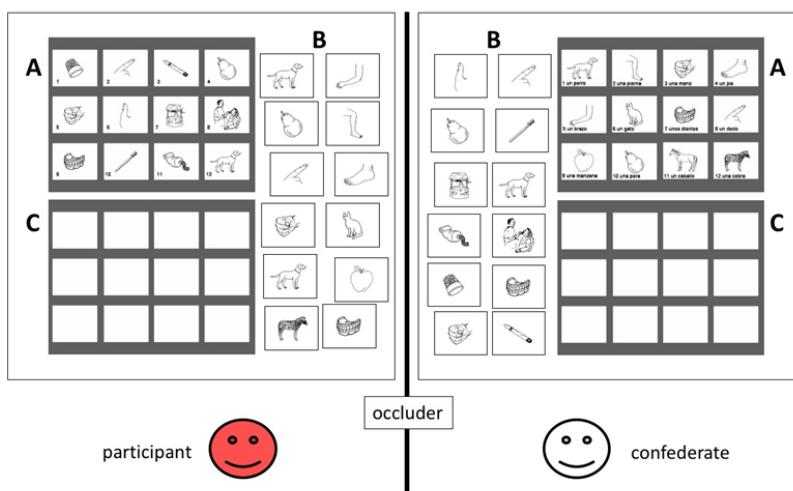 B
B
A
1
2
3
4
5
6
7
8
9
10
11
12
C
1 un perro
2 una pierna
3 una mano
4 un pie
5 un brazo
6 un gato
7 unos dientes
8 un dedo
9 una manzana
10 una pera
11 un caballo
12 una cebra
A
C
occluder
participant
confederate